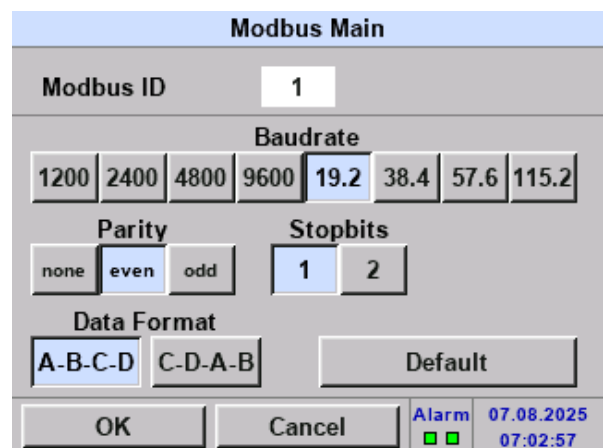 Modbus Main
Modbus ID 1
Baudrate
1200 2400 4800 9600 19.2 38.4 57.6 115.2
Parity Stopbits
none even odd 1 2
Data Format
A-B-C-D C-D-A-B Default
OK Cancel Alarm 07.08.2025
07:02:57